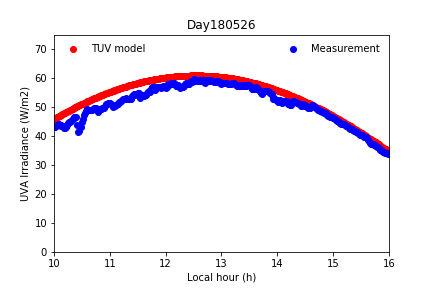 Day180526
TUV model
Measurement
UVA Irradiance (W/m2)
70
60
50
40
30
20
10
0
10 11 12 13 14 15 16
Local hour (h)